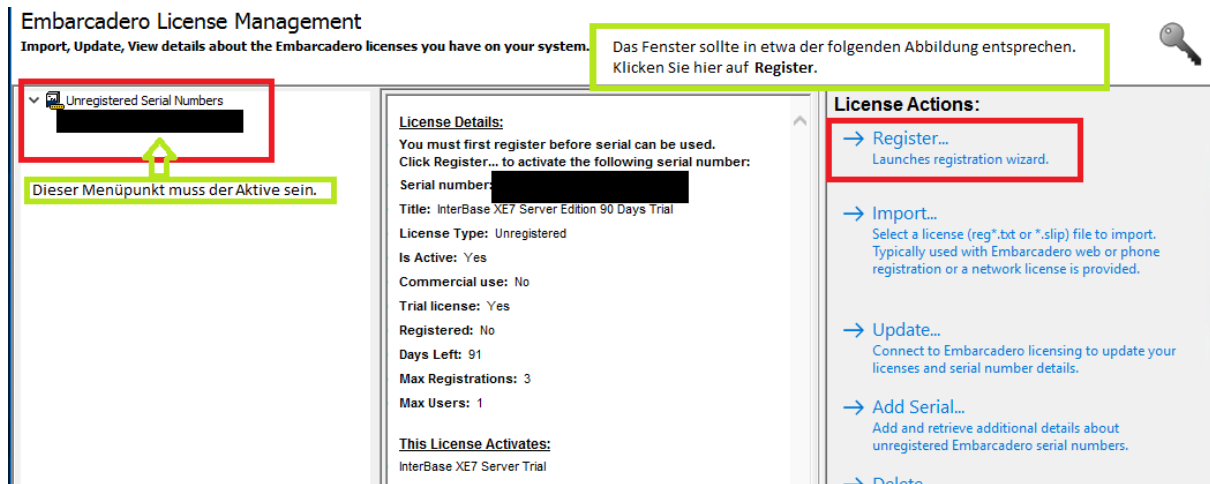 Embarcadero License Management
Import, Update, View details about the Embarcadero licenses you have on your system.
Das Fenster sollte in etwa der folgenden Abbildung entsprechen.
Klicken Sie hier auf Register.
Unregistered Serial Numbers
Dieser Menüpunkt muss der Aktive sein.
License Details:
You must first register before serial can be used.
Click Register... to activate the following serial number:
Serial number:
Title: InterBase XE7 Server Edition 90 Days Trial
License Type: Unregistered
Is Active: Yes
Commercial use: No
Trial license: Yes
Registered: No
Days Left: 91
Max Registrations: 3
Max Users: 1
This License Activates:
InterBase XE7 Server Trial
License Actions:
Register...
Launches registration wizard.
Import...
Select a license (reg*.txt or *.slip) file to import.
Typically used with Embarcadero web or phone
registration or a network license is provided.
Update...
Connect to Embarcadero licensing to update your
licenses and serial number details.
Add Serial...
Add and retrieve additional details about
unregistered Embarcadero serial numbers.
Delete